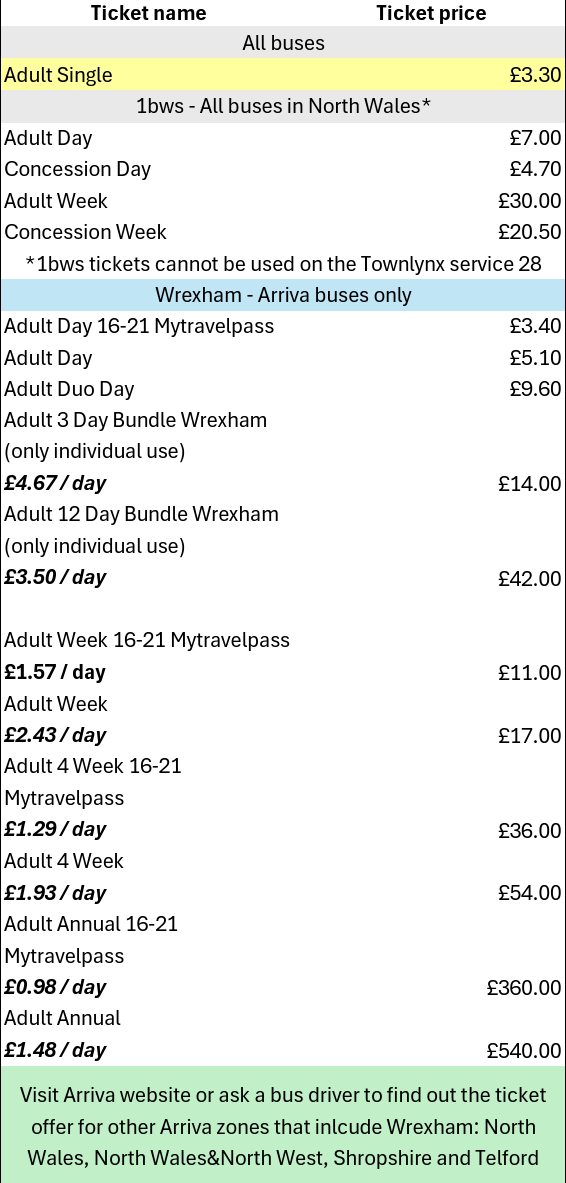 Ticket name Ticket price
All buses
Adult Single £3.30
1bws - All buses in North Wales*
Adult Day £7.00
Concession Day £4.70
Adult Week £30.00
Concession Week £20.50
*1bws tickets cannot be used on the Townlynx service 28
Wrexham - Arriva buses only
Adult Day 16-21 Mytravelpass £3.40
Adult Day £5.10
Adult Duo Day £9.60
Adult 3 Day Bundle Wrexham
(only individual use)
£4.67 / day £14.00
Adult 12 Day Bundle Wrexham
(only individual use)
£3.50 / day £42.00
Adult Week 16-21 Mytravelpass
£1.57 / day £11.00
Adult Week
£2.43 / day £17.00
Adult 4 Week 16-21
Mytravelpass
£1.29 / day £36.00
Adult 4 Week
£1.93 / day £54.00
Adult Annual 16-21
Mytravelpass
£0.98 / day £360.00
Adult Annual
£1.48 / day £540.00
Visit Arriva website or ask a bus driver to find out the ticket
offer for other Arriva zones that inlcude Wrexham: North
Wales, North Wales&North West, Shropshire and Telford